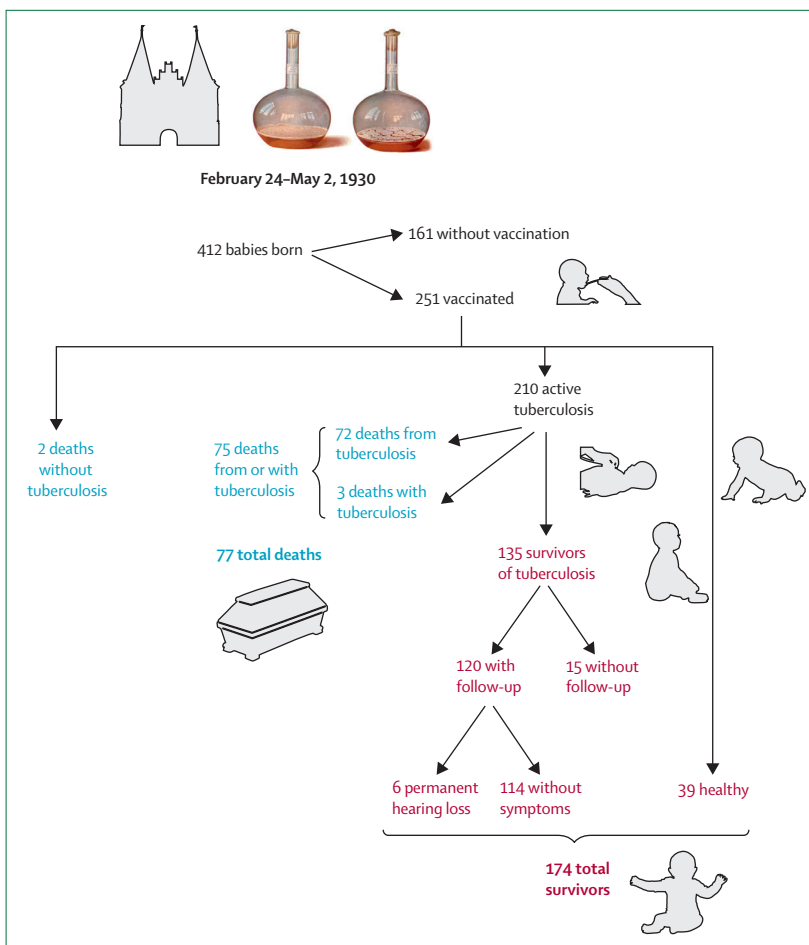 February 24–May 2, 1930
161 without vaccination
412 babies born
251 vaccinated
210 active
tuberculosis
2 deaths
without
tuberculosis
75 deaths
from or with
tuberculosis
72 deaths from
tuberculosis
3 deaths with
tuberculosis
77 total deaths
135 survivors
of tuberculosis
120 with
follow-up
15 without
follow-up
6 permanent
hearing loss
114 without
symptoms
39 healthy
174 total
survivors